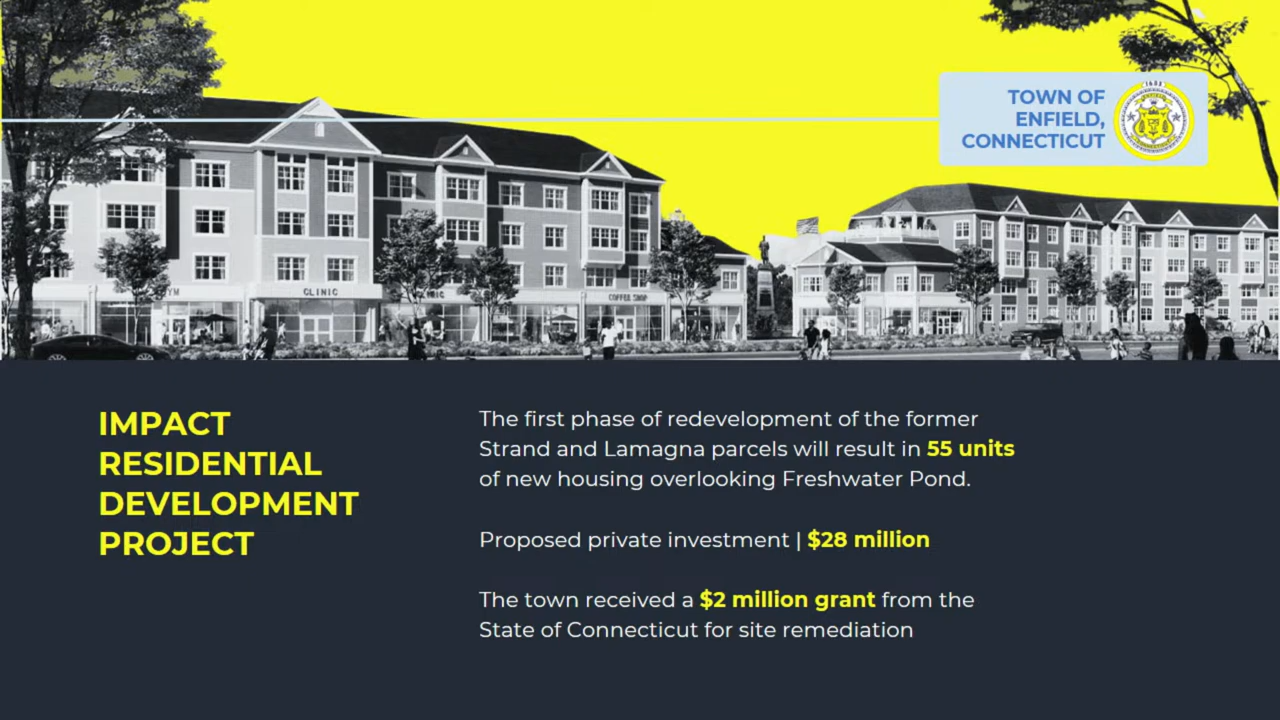 TOWN OF
ENFIELD,
CONNECTICUT
CLINIC
COFFEE SHOP
IMPACT
RESIDENTIAL
DEVELOPMENT
PROJECT
The first phase of redevelopment of the former
Strand and Lamagna parcels will result in 55 units
of new housing overlooking Freshwater Pond.
Proposed private investment | $28 million
The town received a $2 million grant from the
State of Connecticut for site remediation